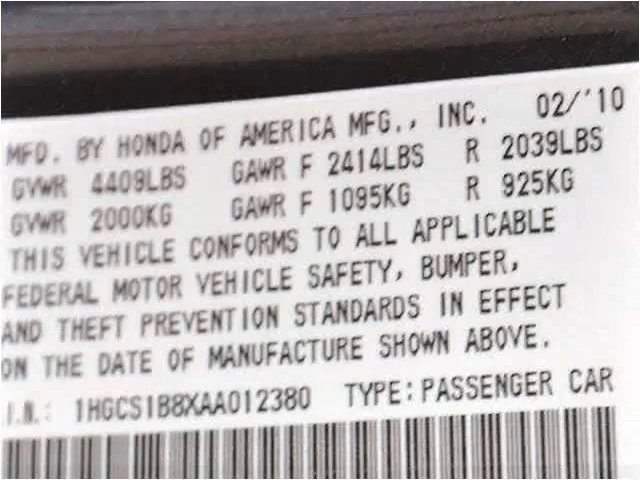 MFD. BY HONDA OF AMERICA MFG., INC. 02/'10
GVWR 4409LBS GAWR F 2414LBS R 2039LBS
GVWR 2000KG GAWR F 1095KG R 925KG
THIS VEHICLE CONFORMS TO ALL APPLICABLE
FEDERAL MOTOR VEHICLE SAFETY, BUMPER,
AND THEFT PREVENTION STANDARDS IN EFFECT
ON THE DATE OF MANUFACTURE SHOWN ABOVE.
.I.N.: 1HGCS1B8XAA012380 TYPE: PASSENGER CAR